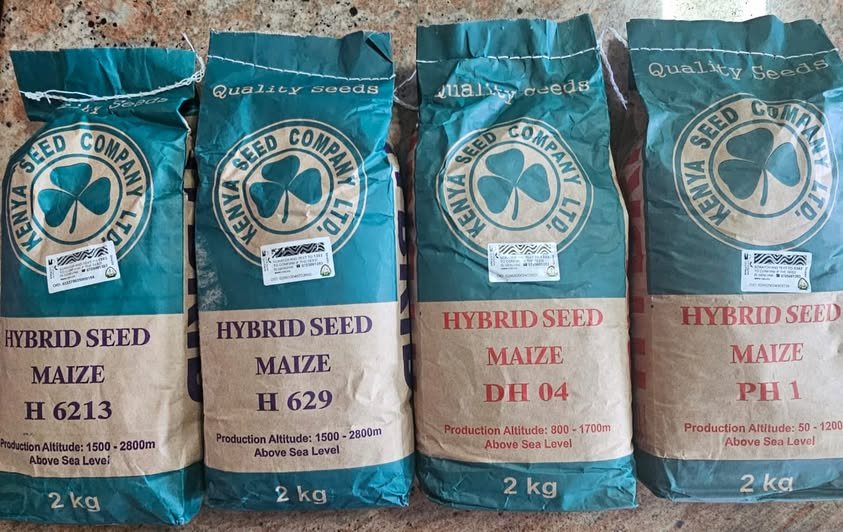 Quality Seeds
KENYA SEED COMPANY LTD.
HYBRID SEED
MAIZE
H 6213
Production Altitude: 1500 - 2800m
Above Sea Level
2 kg
Quality Seeds
KENYA SEED COMPANY LTD.
HYBRID SEED
MAIZE
H 629
Production Altitude: 1500 - 2800m
Above Sea Level
2 kg
Quality Seeds
KENYA SEED COMPANY LTD.
HYBRID SEED
MAIZE
DH 04
Production Altitude: 800 - 1700m
Above Sea Level
2 kg
Quality Seeds
KENYA SEED COMPANY LTD.
HYBRID SEED
MAIZE
PH 1
Production Altitude: 50 - 1200
Above Sea Level
2 kg